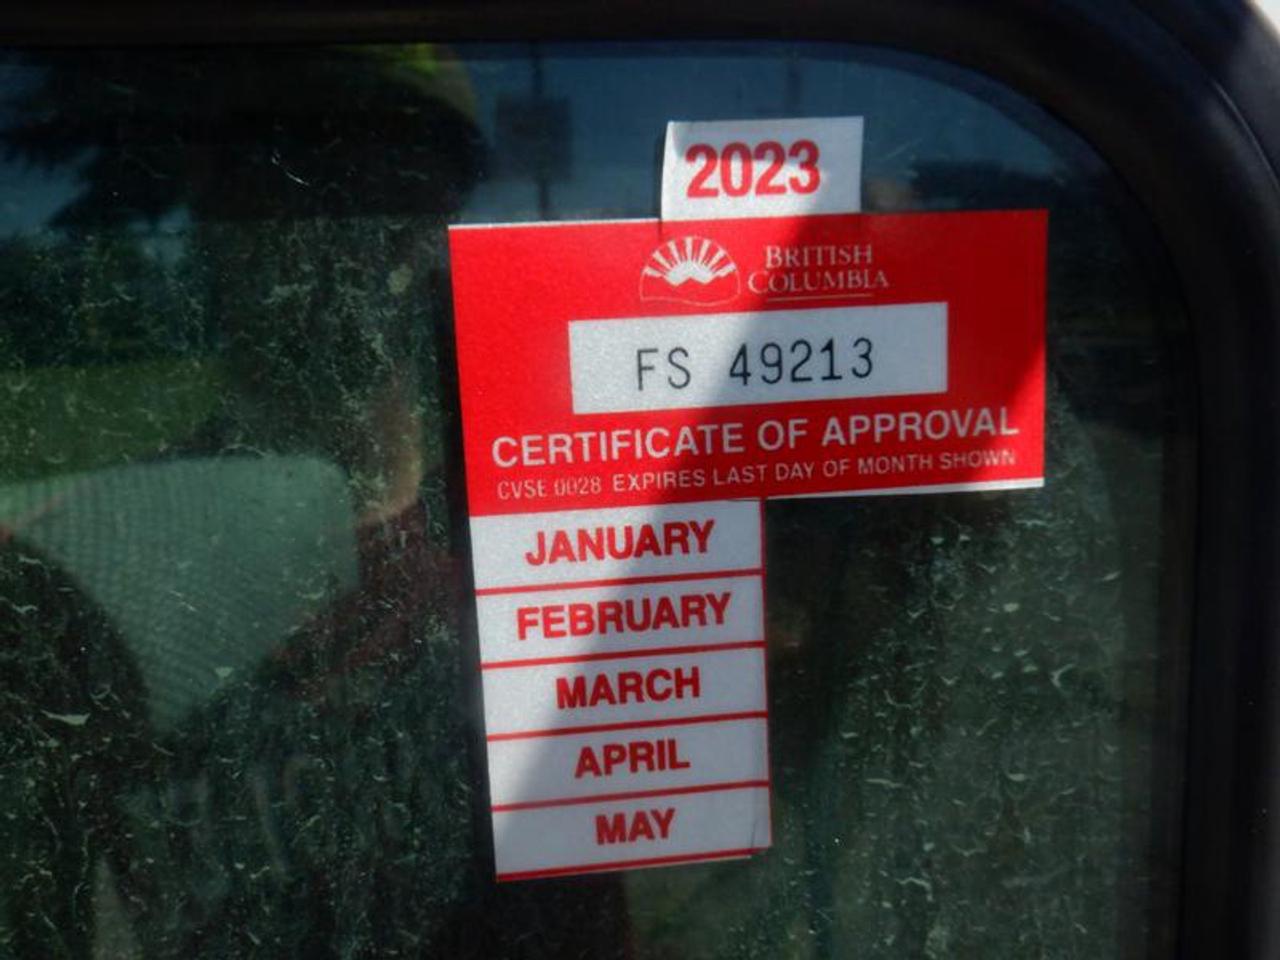 2023
BRITISH
COLUMBIA
FS 49213
CERTIFICATE OF APPROVAL
CVSE 0028 EXPIRES LAST DAY OF MONTH SHOWN
JANUARY
FEBRUARY
MARCH
APRIL
MAY